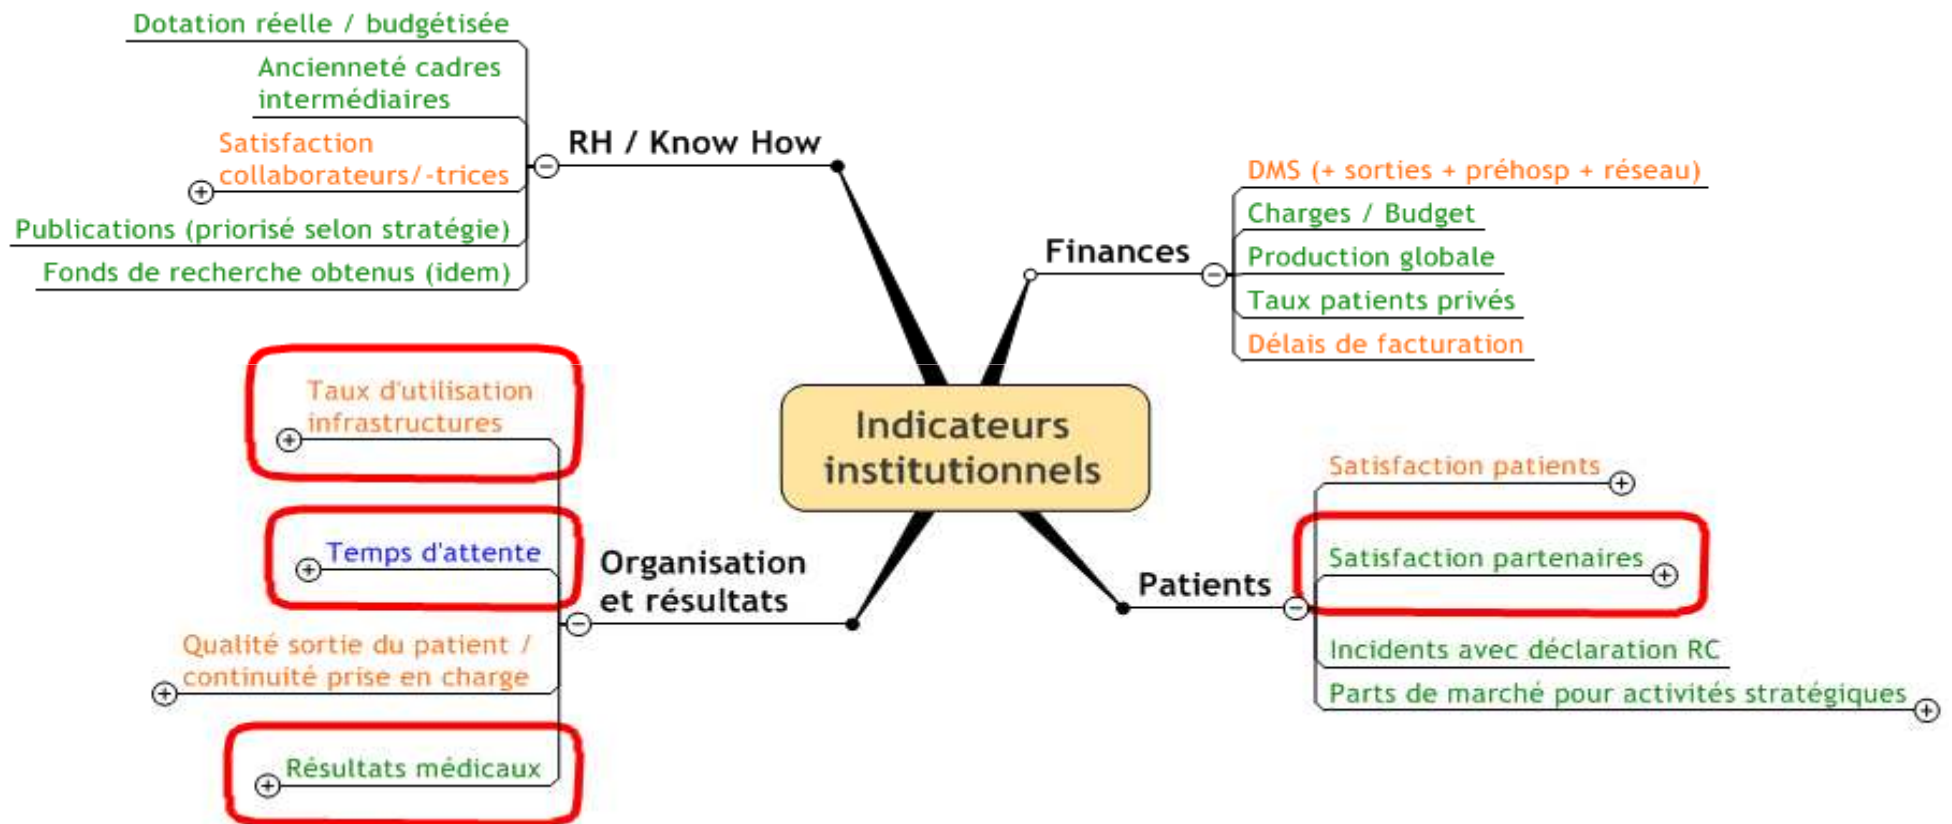 Dotation réelle / budgétisée
Ancienneté cadres
intermédiaires
Satisfaction
collaborateurs/-trices
Publications (priorisé selon stratégie)
Fonds de recherche obtenus (idem)
RH / Know How
Finances
DMS (+ sorties + préhosp + réseau)
Charges / Budget
Production globale
Taux patients privés
Délais de facturation
Indicateurs
institutionnels
Taux d'utilisation
infrastructures
Temps d'attente
Qualité sortie du patient /
continuité prise en charge
Résultats médicaux
Organisation
et résultats
Patients
Satisfaction patients
Satisfaction partenaires
Incidents avec déclaration RC
Parts de marché pour activités stratégiques